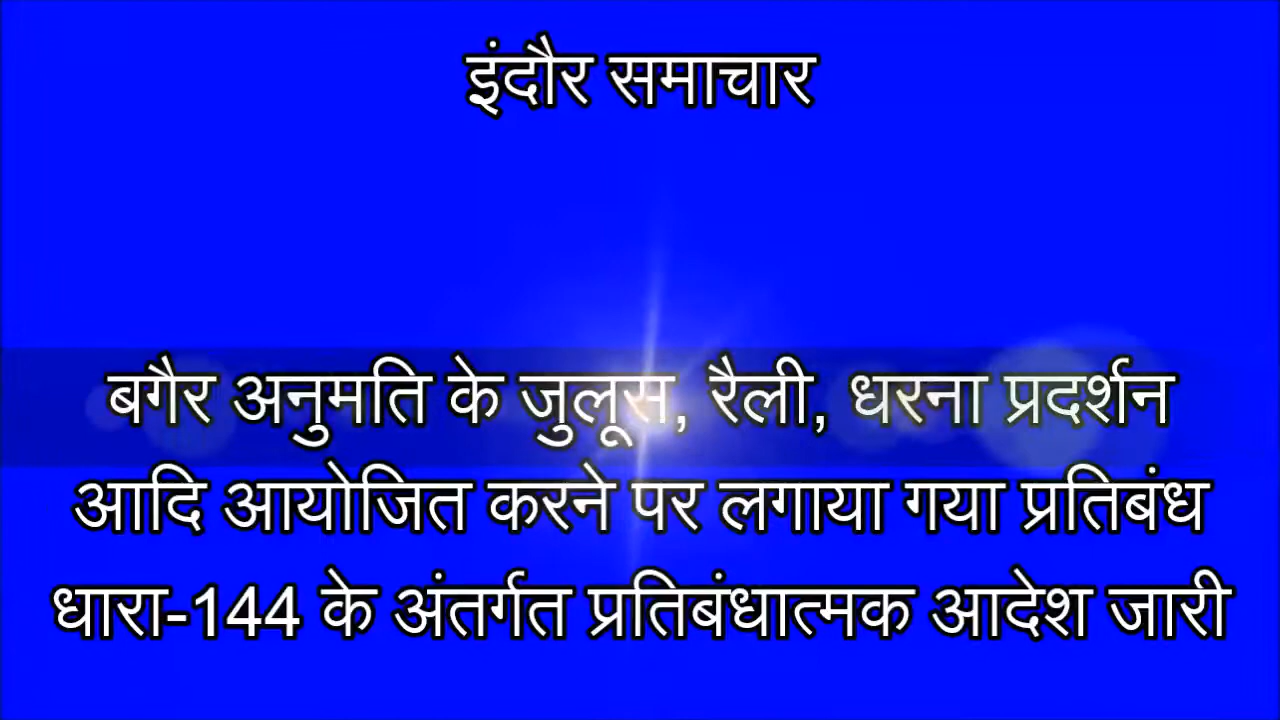 इंदौर समाचार
बगैर अनुमति के जुलूस, रैली, धरना प्रदर्शन
आदि आयोजित करने पर लगाया गया प्रतिबंध
धारा-144 के अंतर्गत प्रतिबंधात्मक आदेश जारी